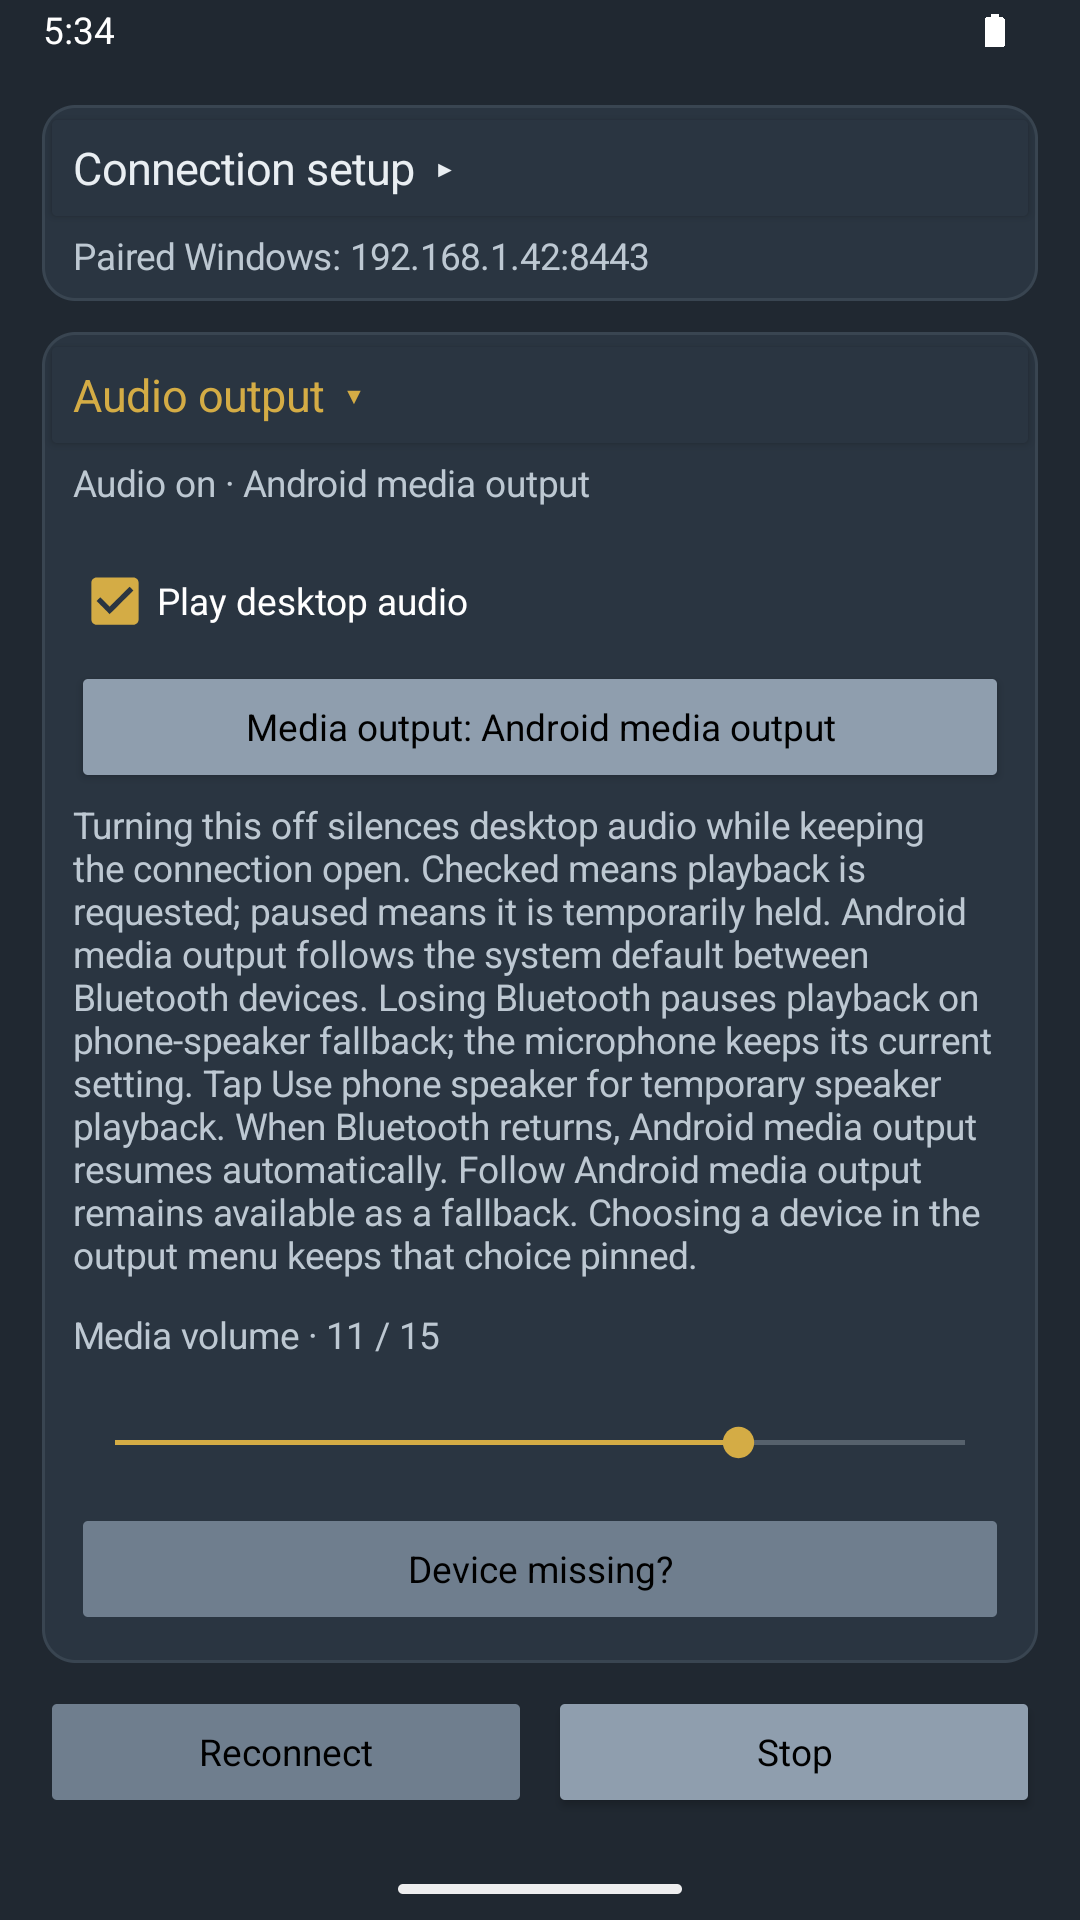 5:34
Connection setup ▸
Paired Windows: 192.168.1.42:8443
Audio output ▾
Audio on · Android media output
Play desktop audio
Media output: Android media output
Turning this off silences desktop audio while keeping
the connection open. Checked means playback is
requested; paused means it is temporarily held. Android
media output follows the system default between
Bluetooth devices. Losing Bluetooth pauses playback on
phone-speaker fallback; the microphone keeps its current
setting. Tap Use phone speaker for temporary speaker
playback. When Bluetooth returns, Android media output
resumes automatically. Follow Android media output
remains available as a fallback. Choosing a device in the
output menu keeps that choice pinned.
Media volume · 11 / 15
Device missing?
Reconnect
Stop